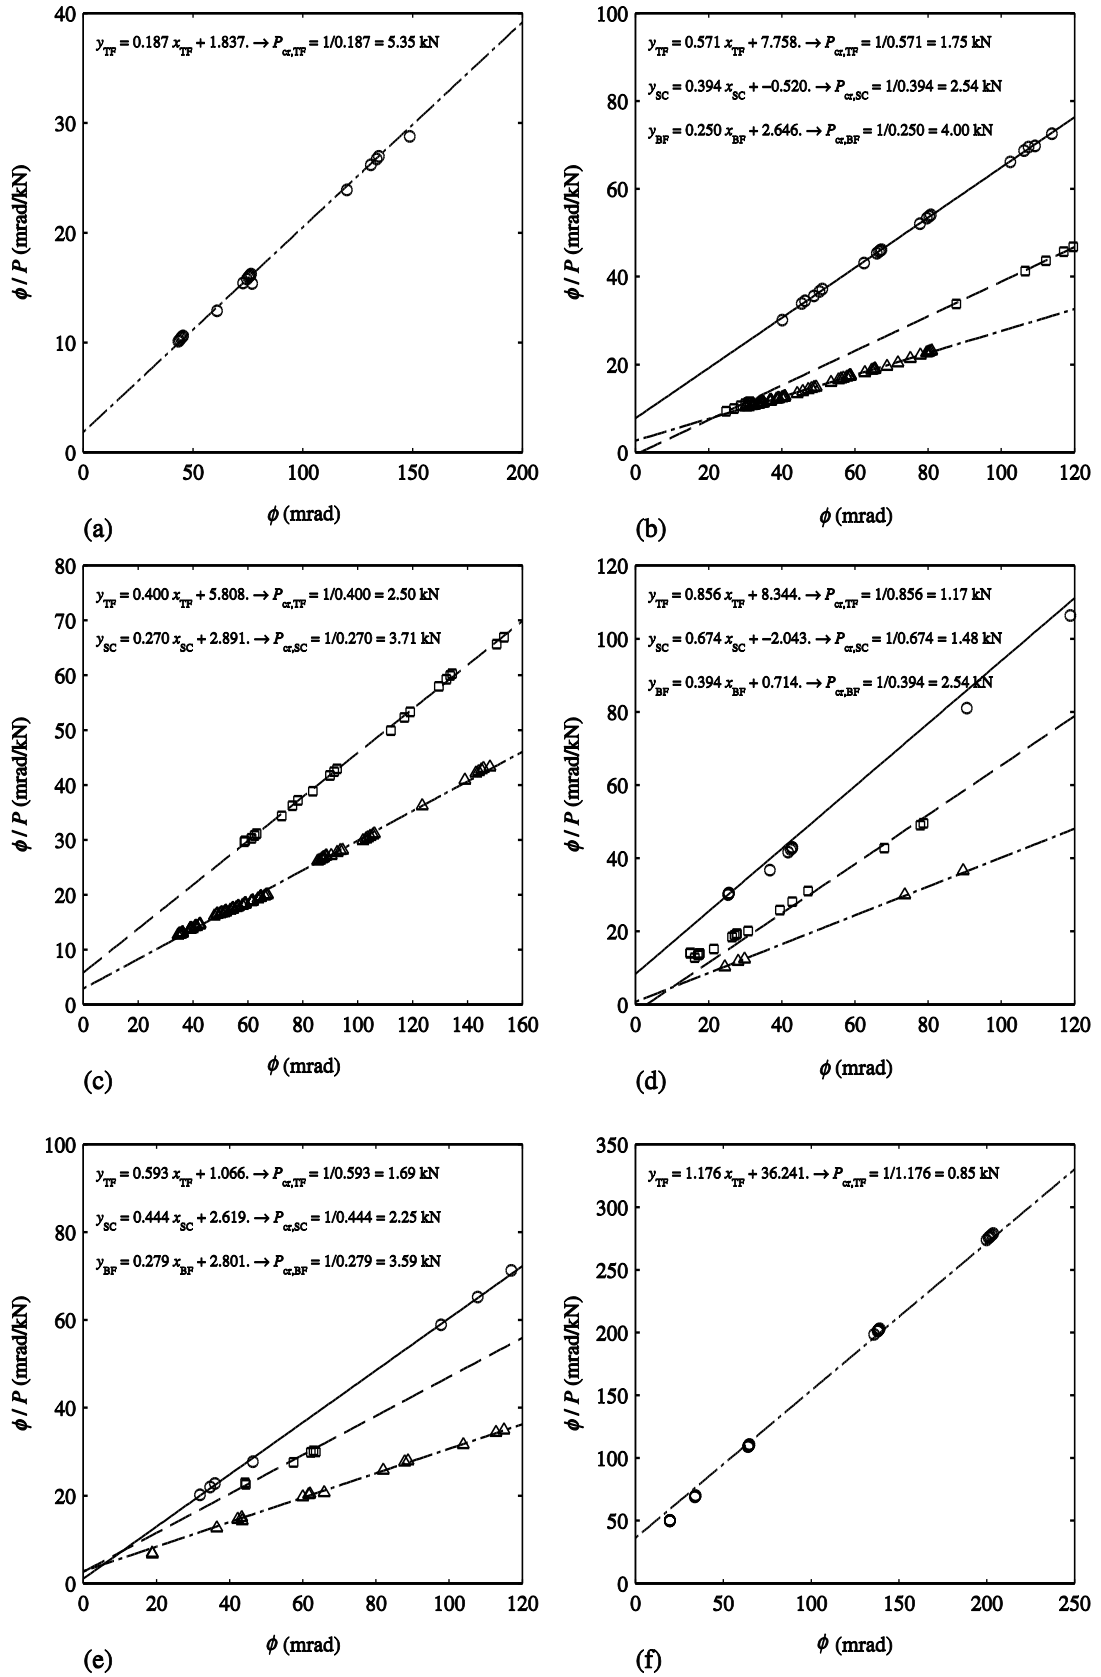 y_TF = 0.187 x_TF + 1.837. → P_cr,TF = 1/0.187 = 5.35 kN
40
30
20
10
0
0 50 100 150 200
ϕ / P (mrad/kN)
ϕ (mrad)
(a)
y_TF = 0.571 x_TF + 7.758. → P_cr,TF = 1/0.571 = 1.75 kN
y_SC = 0.394 x_SC + −0.520. → P_cr,SC = 1/0.394 = 2.54 kN
y_BF = 0.250 x_BF + 2.646. → P_cr,BF = 1/0.250 = 4.00 kN
100
80
60
40
20
0
0 20 40 60 80 100 120
ϕ / P (mrad/kN)
ϕ (mrad)
(b)
y_TF = 0.400 x_TF + 5.808. → P_cr,TF = 1/0.400 = 2.50 kN
y_SC = 0.270 x_SC + 2.891. → P_cr,SC = 1/0.270 = 3.71 kN
80
70
60
50
40
30
20
10
0
0 20 40 60 80 100 120 140 160
ϕ / P (mrad/kN)
ϕ (mrad)
(c)
y_TF = 0.856 x_TF + 8.344. → P_cr,TF = 1/0.856 = 1.17 kN
y_SC = 0.674 x_SC + −2.043. → P_cr,SC = 1/0.674 = 1.48 kN
y_BF = 0.394 x_BF + 0.714. → P_cr,BF = 1/0.394 = 2.54 kN
120
100
80
60
40
20
0
0 20 40 60 80 100 120
ϕ / P (mrad/kN)
ϕ (mrad)
(d)
y_TF = 0.593 x_TF + 1.066. → P_cr,TF = 1/0.593 = 1.69 kN
y_SC = 0.444 x_SC + 2.619. → P_cr,SC = 1/0.444 = 2.25 kN
y_BF = 0.279 x_BF + 2.801. → P_cr,BF = 1/0.279 = 3.59 kN
100
80
60
40
20
0
0 20 40 60 80 100 120
ϕ / P (mrad/kN)
ϕ (mrad)
(e)
y_TF = 1.176 x_TF + 36.241. → P_cr,TF = 1/1.176 = 0.85 kN
350
300
250
200
150
100
50
0
0 50 100 150 200 250
ϕ / P (mrad/kN)
ϕ (mrad)
(f)